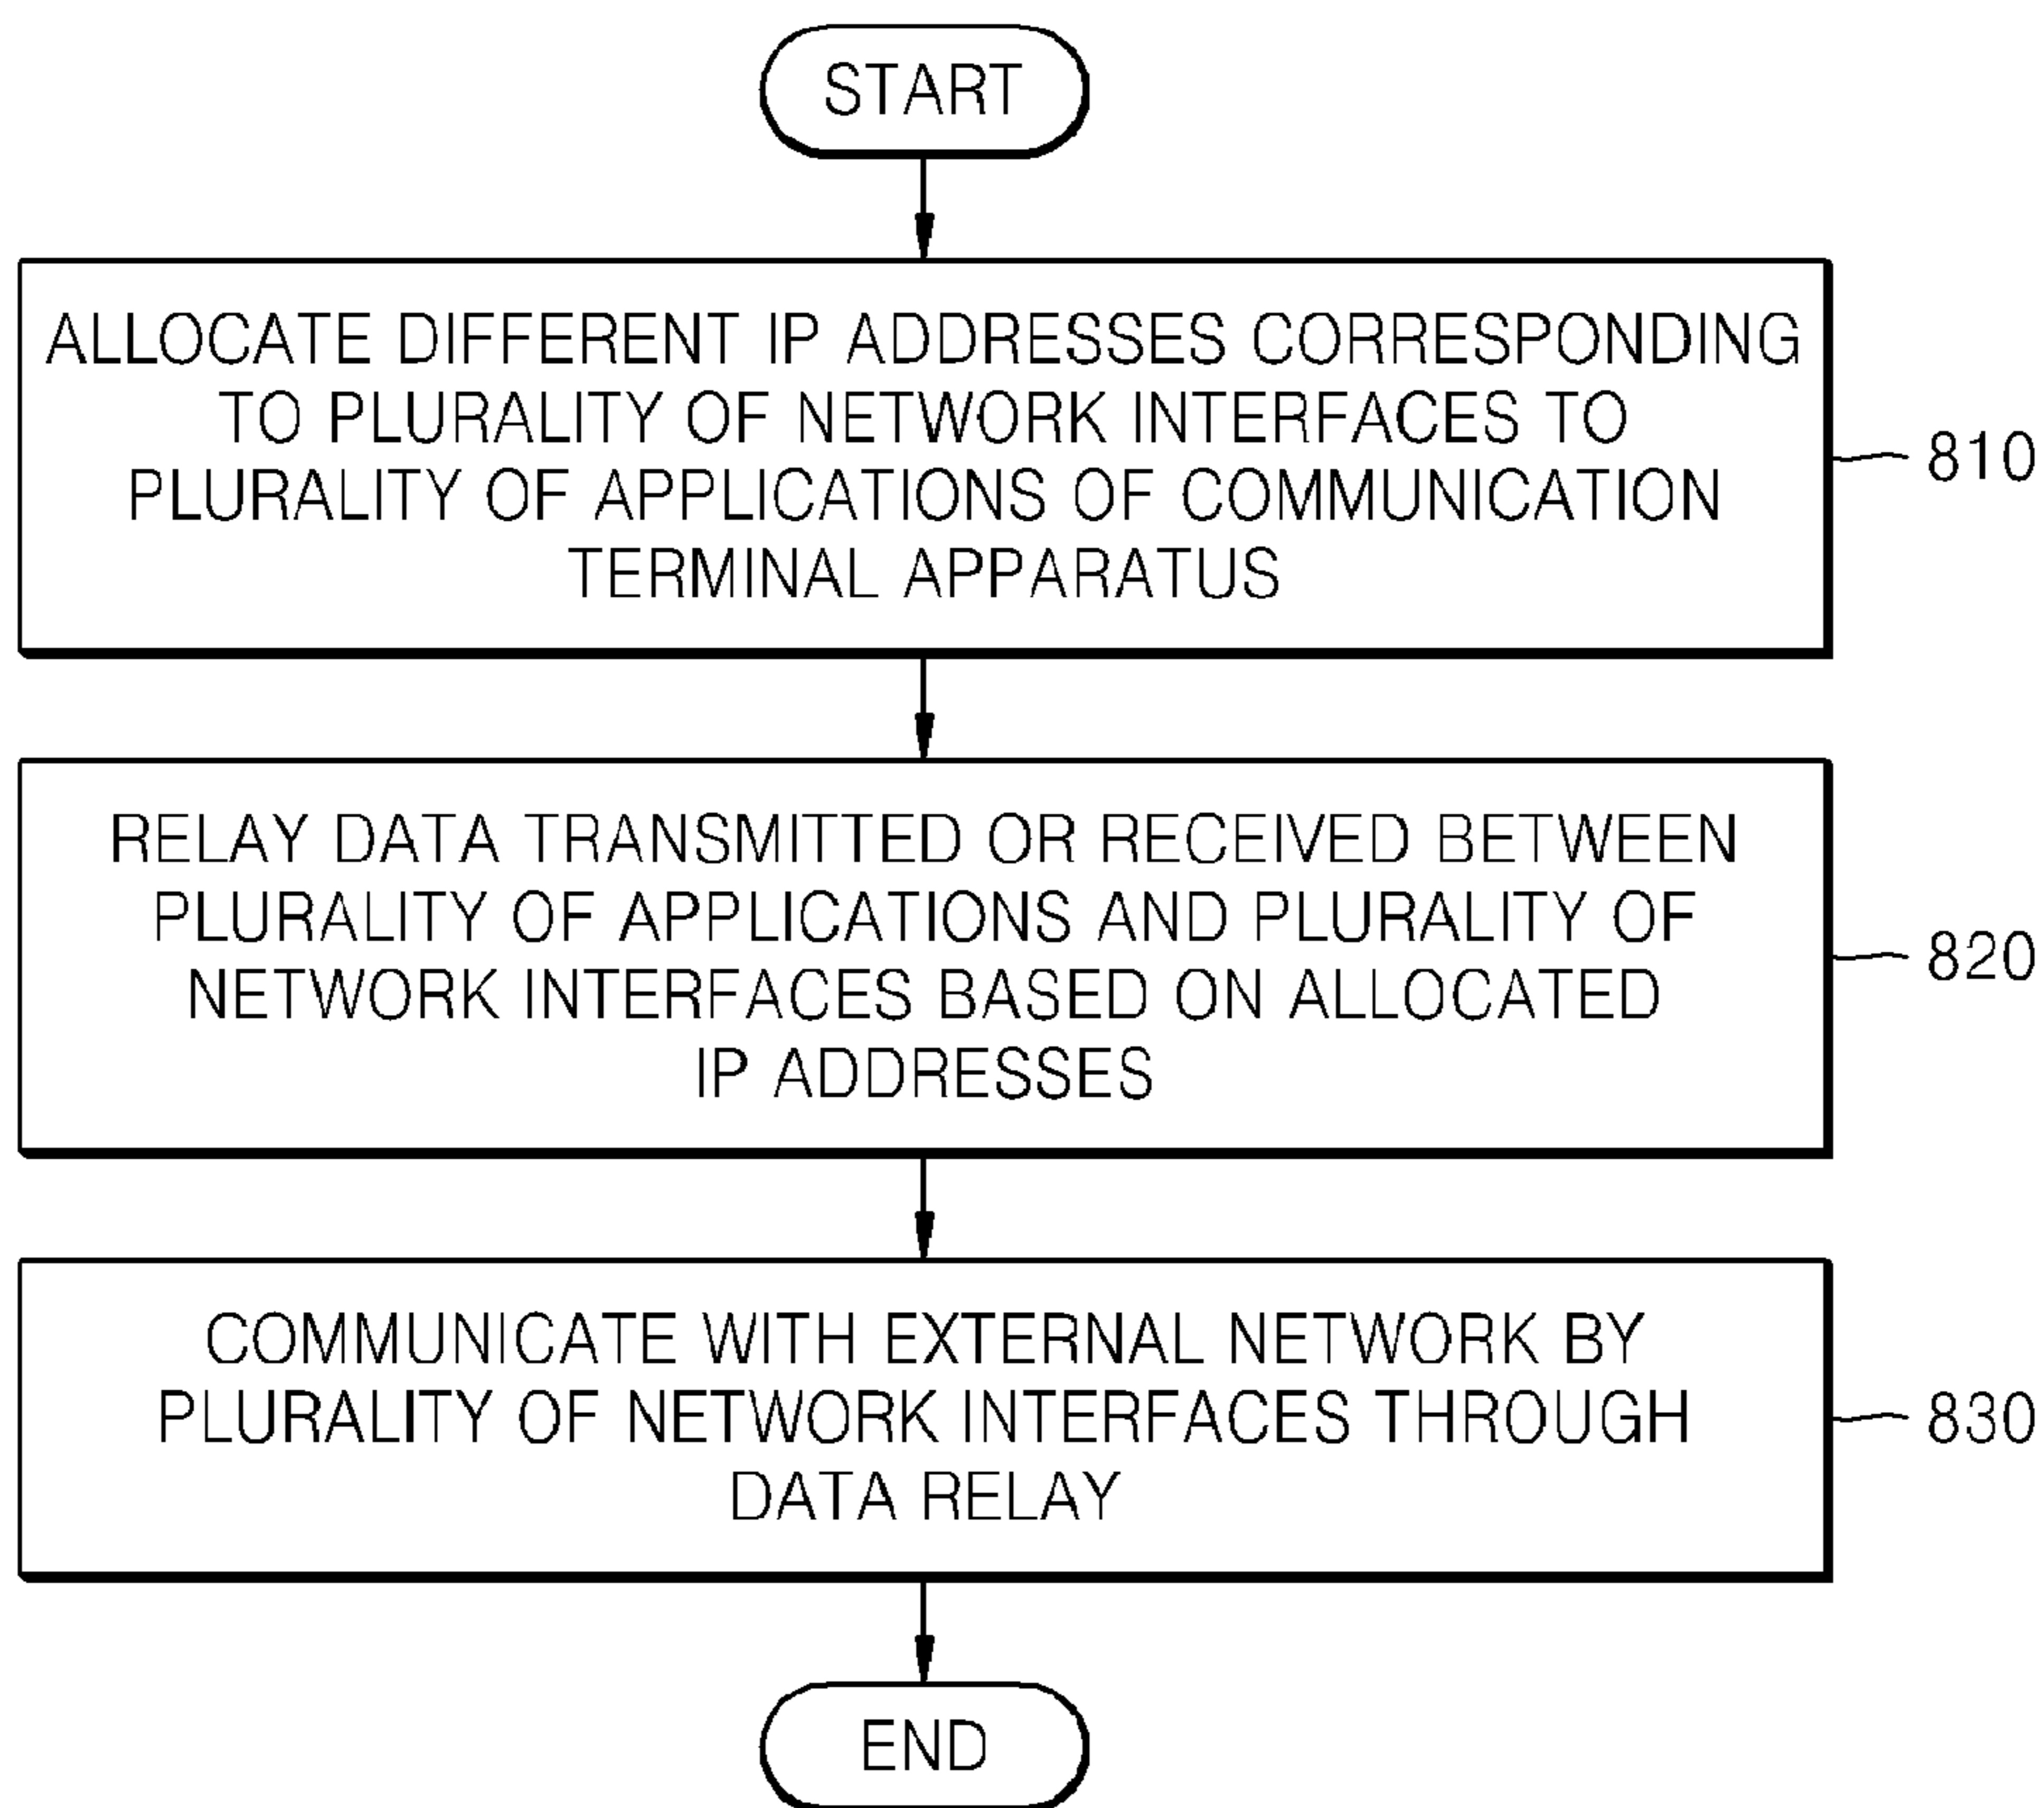 START
ALLOCATE DIFFERENT IP ADDRESSES CORRESPONDING
TO PLURALITY OF NETWORK INTERFACES TO
PLURALITY OF APPLICATIONS OF COMMUNICATION
TERMINAL APPARATUS
810
RELAY DATA TRANSMITTED OR RECEIVED BETWEEN
PLURALITY OF APPLICATIONS AND PLURALITY OF
NETWORK INTERFACES BASED ON ALLOCATED
IP ADDRESSES
820
COMMUNICATE WITH EXTERNAL NETWORK BY
PLURALITY OF NETWORK INTERFACES THROUGH
DATA RELAY
830
END